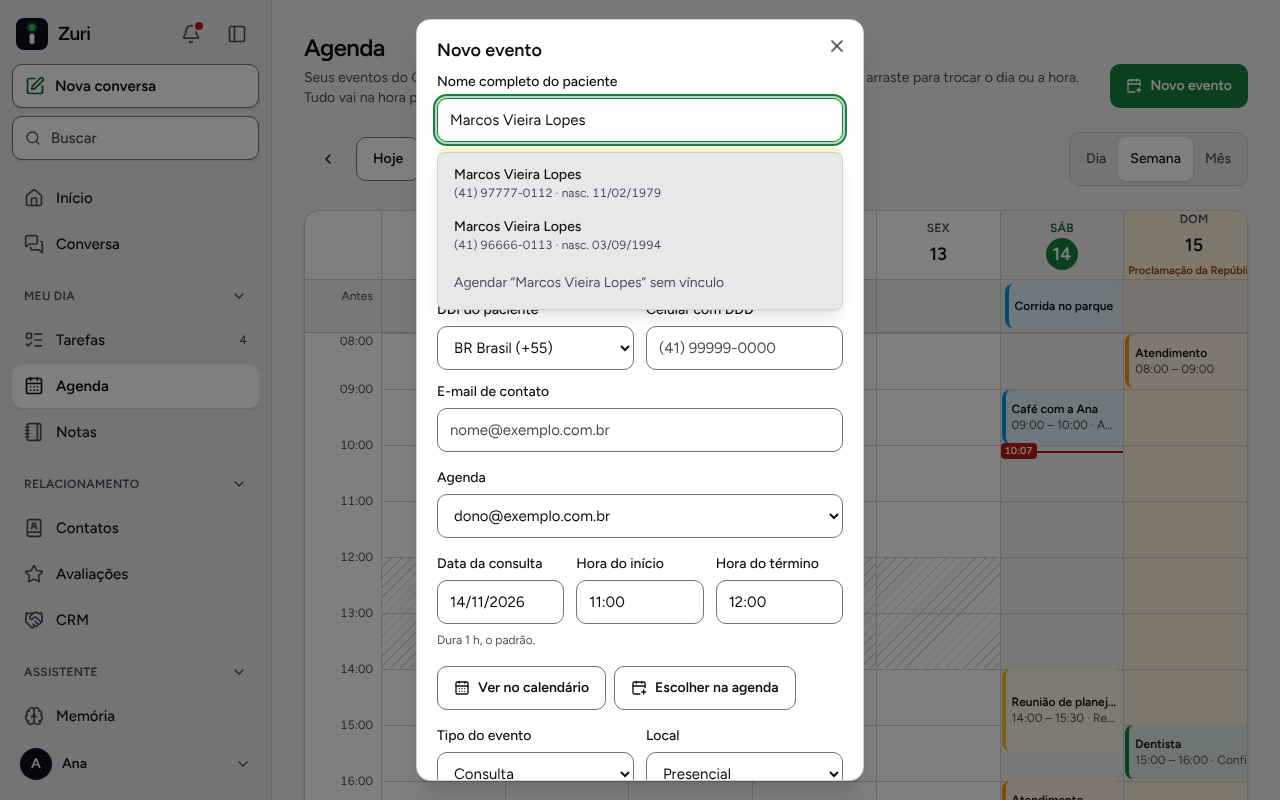 Zuri
Nova conversa
Buscar
Início
Conversa
MEU DIA
Tarefas 4
Agenda
Notas
RELACIONAMENTO
Contatos
Avaliações
CRM
ASSISTENTE
Memória
A Ana
Agenda
Seus eventos do
arraste para trocar o dia ou a hora.
Tudo vai na hora
Novo evento
Hoje
Dia Semana Mês
SEX
13
SÁB
14
DOM
15
Proclamação da Repúbli
Antes
08:00
09:00
10:00
11:00
12:00
13:00
14:00
15:00
16:00
Corrida no parque
Atendimento
08:00 – 09:00
Café com a Ana
09:00 – 10:00 · A…
10:07
Reunião de planej…
14:00 – 15:30 · Re…
Dentista
15:00 – 16:00 · Confi
Atendimento
Novo evento
Nome completo do paciente
Marcos Vieira Lopes
Marcos Vieira Lopes
(41) 97777-0112 · nasc. 11/02/1979
Marcos Vieira Lopes
(41) 96666-0113 · nasc. 03/09/1994
Agendar “Marcos Vieira Lopes” sem vínculo
DDI do paciente Celular com DDD
BR Brasil (+55) (41) 99999-0000
E-mail de contato
nome@exemplo.com.br
Agenda
dono@exemplo.com.br
Data da consulta Hora do início Hora do término
14/11/2026 11:00 12:00
Dura 1 h, o padrão.
Ver no calendário Escolher na agenda
Tipo do evento Local
Consulta Presencial